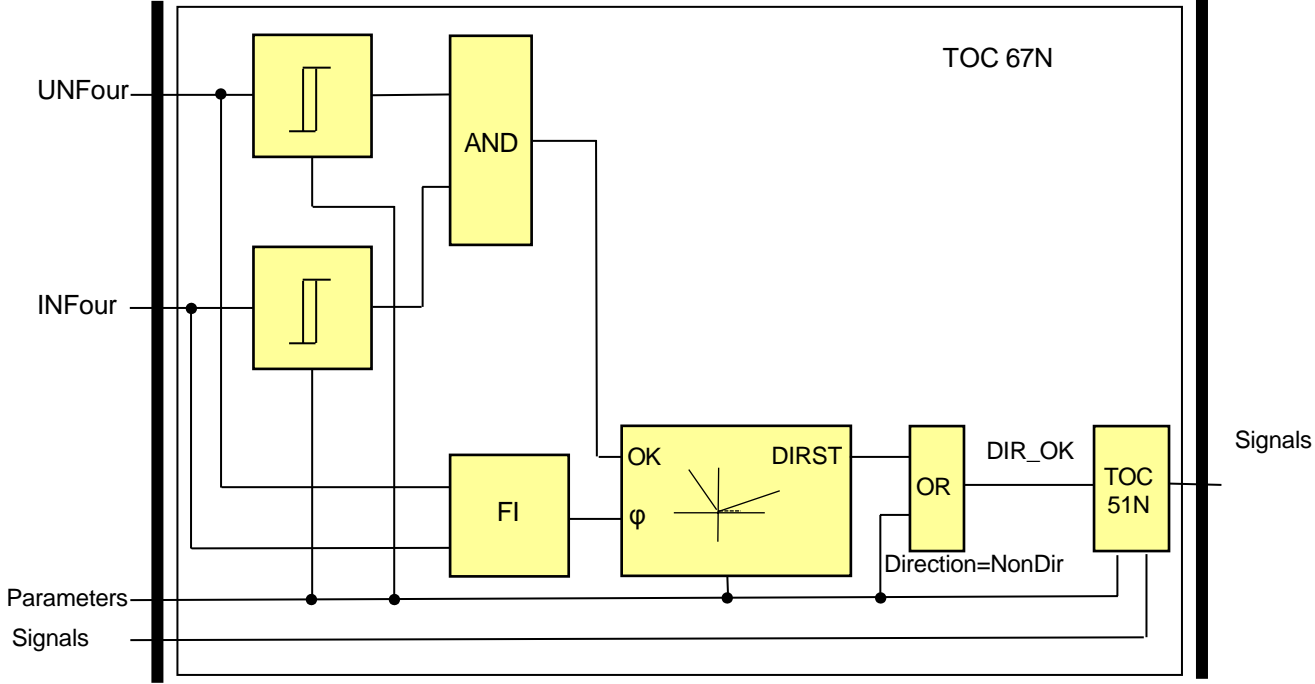 TOC 67N
UNFour
AND
INFour
OK
DIRST
DIR_OK
Signals
TOC
51N
OR
FI
φ
Direction=NonDir
Parameters
Signals